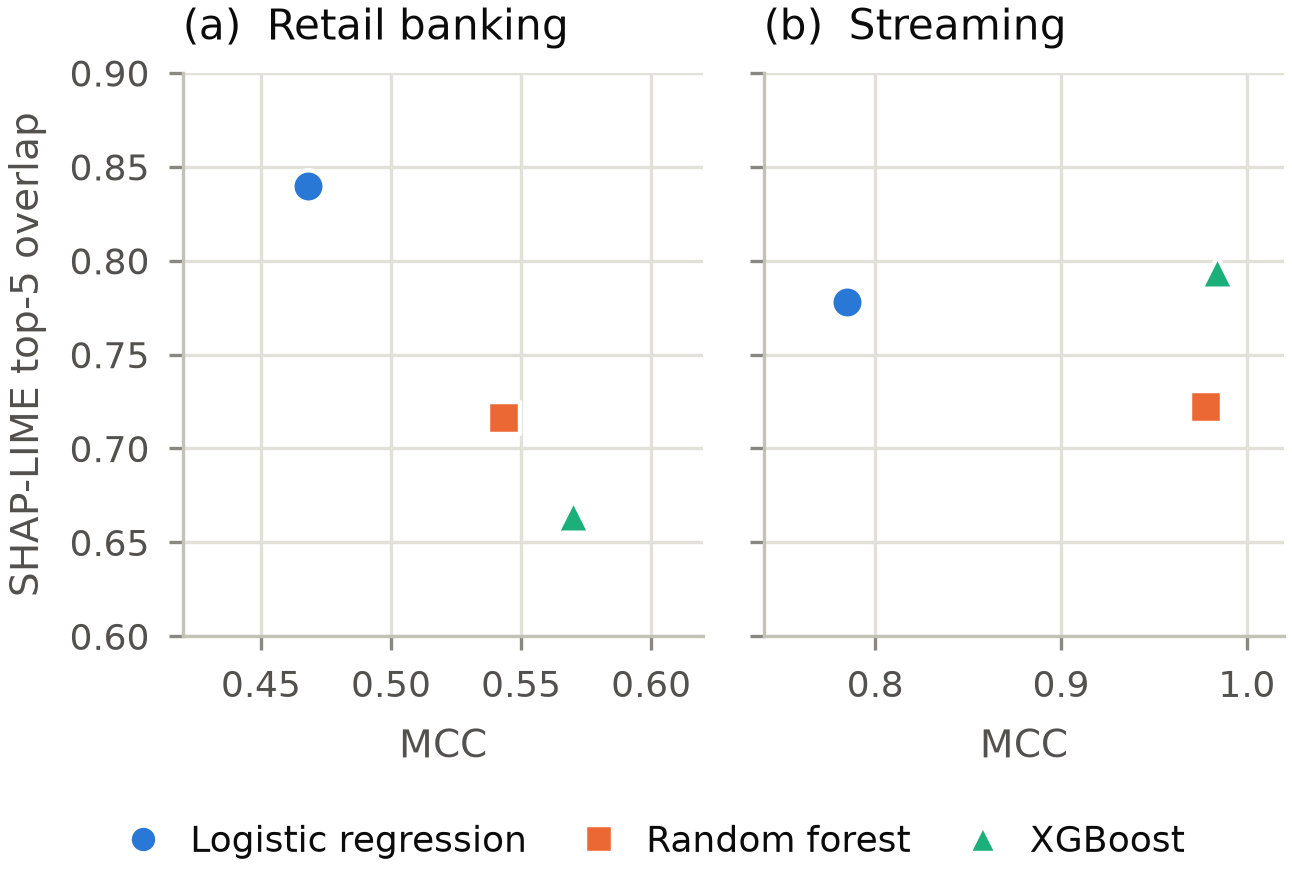 (a) Retail banking
(b) Streaming
SHAP-LIME top-5 overlap
0.90
0.85
0.80
0.75
0.70
0.65
0.60
0.45 0.50 0.55 0.60
0.8 0.9 1.0
MCC
MCC
Logistic regression Random forest XGBoost